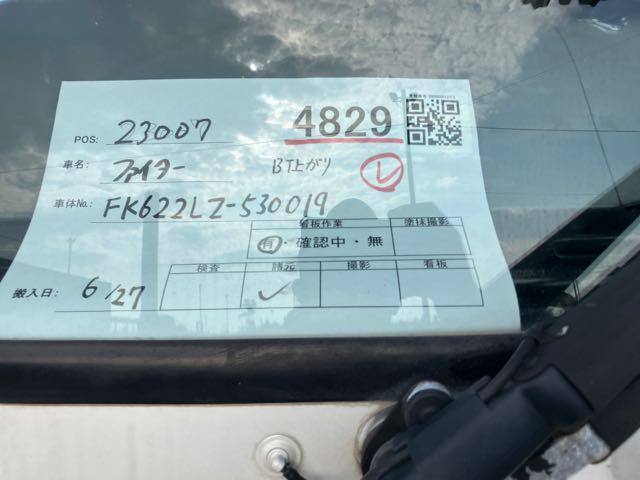 POS: 23007 4829
車名: ファイター BT上がり レ
車体No.: FK622LZ-530019
看板作業 塗抹撮影
有・確認中・無
検査 諸元 撮影 看板
搬入日: 6/27 ✓